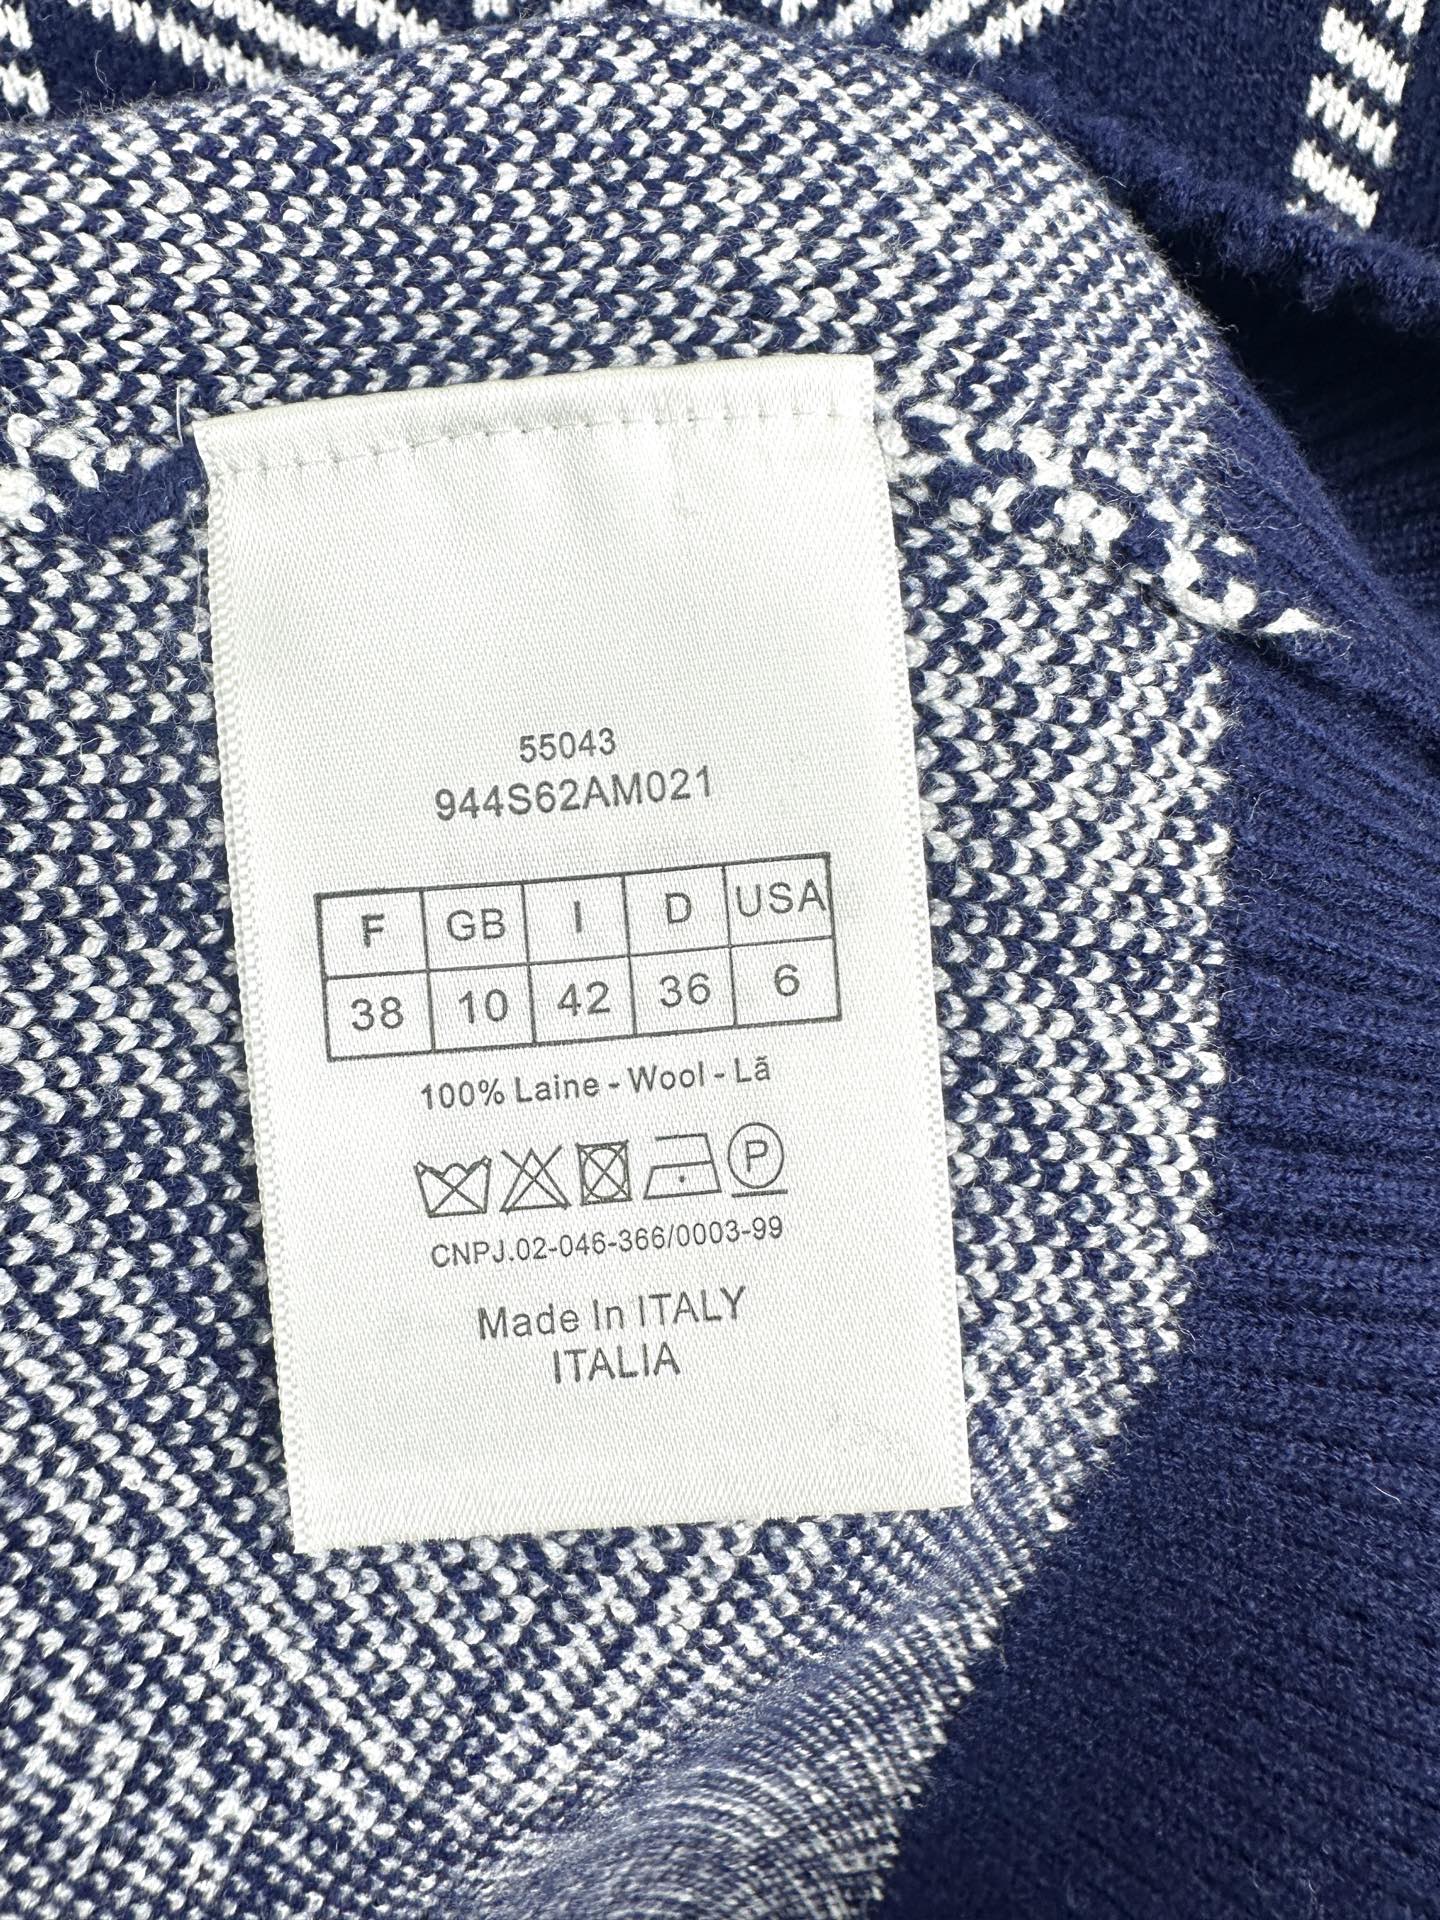 55043
944S62AM021
F GB I D USA
38 10 42 36 6
100% Laine - Wool - Lã
P
CNPJ.02-046-366/0003-99
Made In ITALY
ITALIA